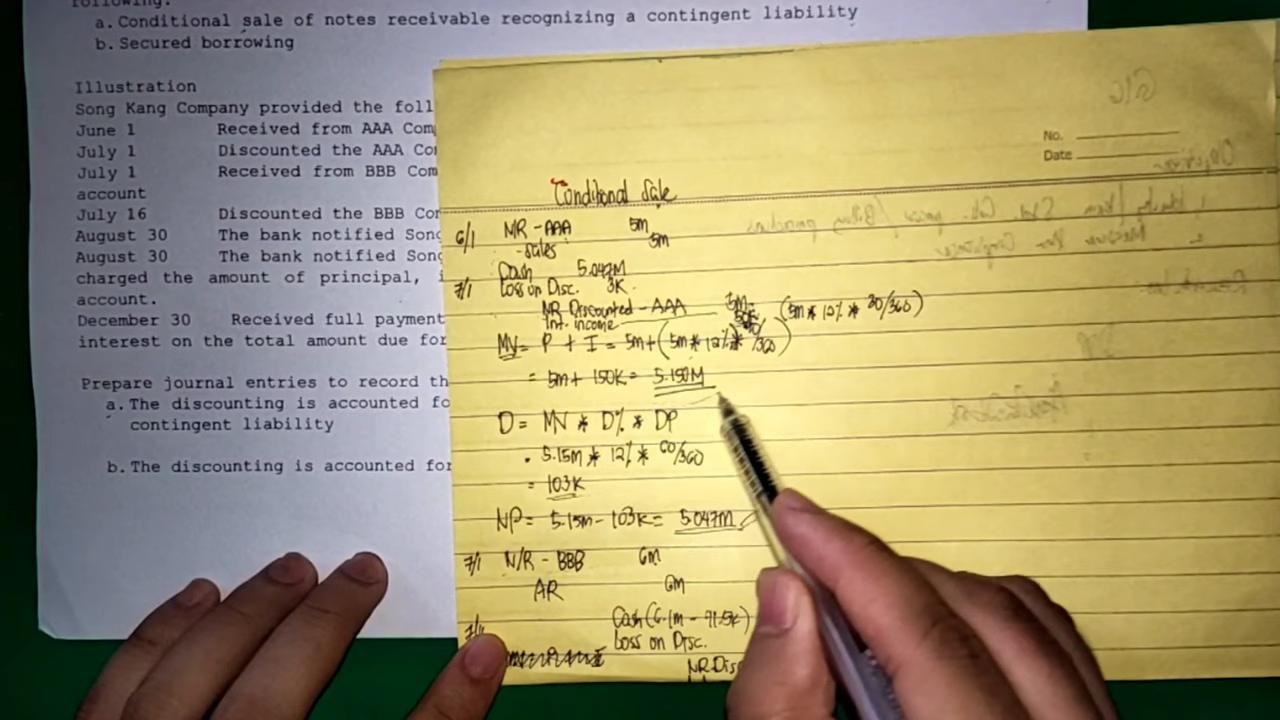 following:
a. Conditional sale of notes receivable recognizing a contingent liability
b. Secured borrowing
Illustration
Song Kang Company provided the foll
June 1 Received from AAA Com
July 1 Discounted the AAA Co
July 1 Received from BBB Com
account
July 16 Discounted the BBB Co
August 30 The bank notified Song
August 30 The bank notified Song
charged the amount of principal, i
account.
December 30 Received full payment
interest on the total amount due for
Prepare journal entries to record th
a. The discounting is accounted fo
contingent liability
b. The discounting is accounted for
No.
Date
Conditional Sale
6/1 NR - AAA 5m
- Sales 5m
Cash 5.047M
7/1 Loss on Disc. 3K
NR Discounted - AAA 5m
Int. income 50K (5m * 12% * 30/360)
MV = P + I = 5m + (5m * 12% * 90/360)
= 5m + 150K = 5.150M
D = MV * D% * DP
= 5.15m * 12% * 60/360
= 103K
NP = 5.15m - 103K = 5.047M
7/1 N/R - BBB 6m
AR 6m
Cash (6.1m - 91.5K)
Loss on Disc.
NR Disc